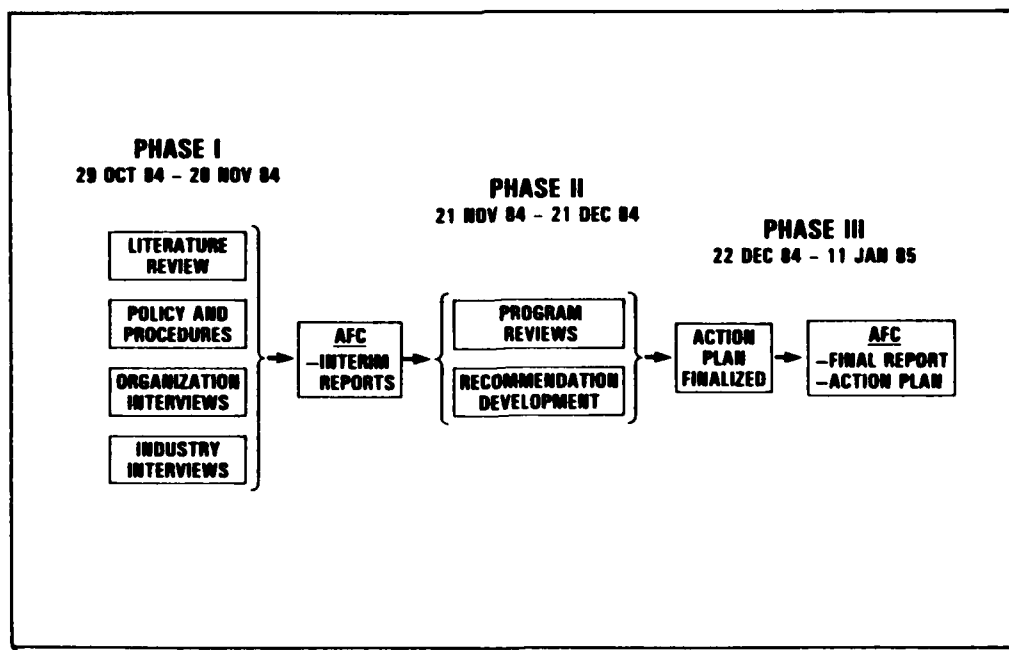 PHASE I
29 OCT 84 – 20 NOV 84
LITERATURE
REVIEW
POLICY AND
PROCEDURES
ORGANIZATION
INTERVIEWS
INDUSTRY
INTERVIEWS
AFC
–INTERIM
REPORTS
PHASE II
21 NOV 84 – 21 DEC 84
PROGRAM
REVIEWS
RECOMMENDATION
DEVELOPMENT
PHASE III
22 DEC 84 – 11 JAN 85
ACTION
PLAN
FINALIZED
AFC
–FINAL REPORT
–ACTION PLAN